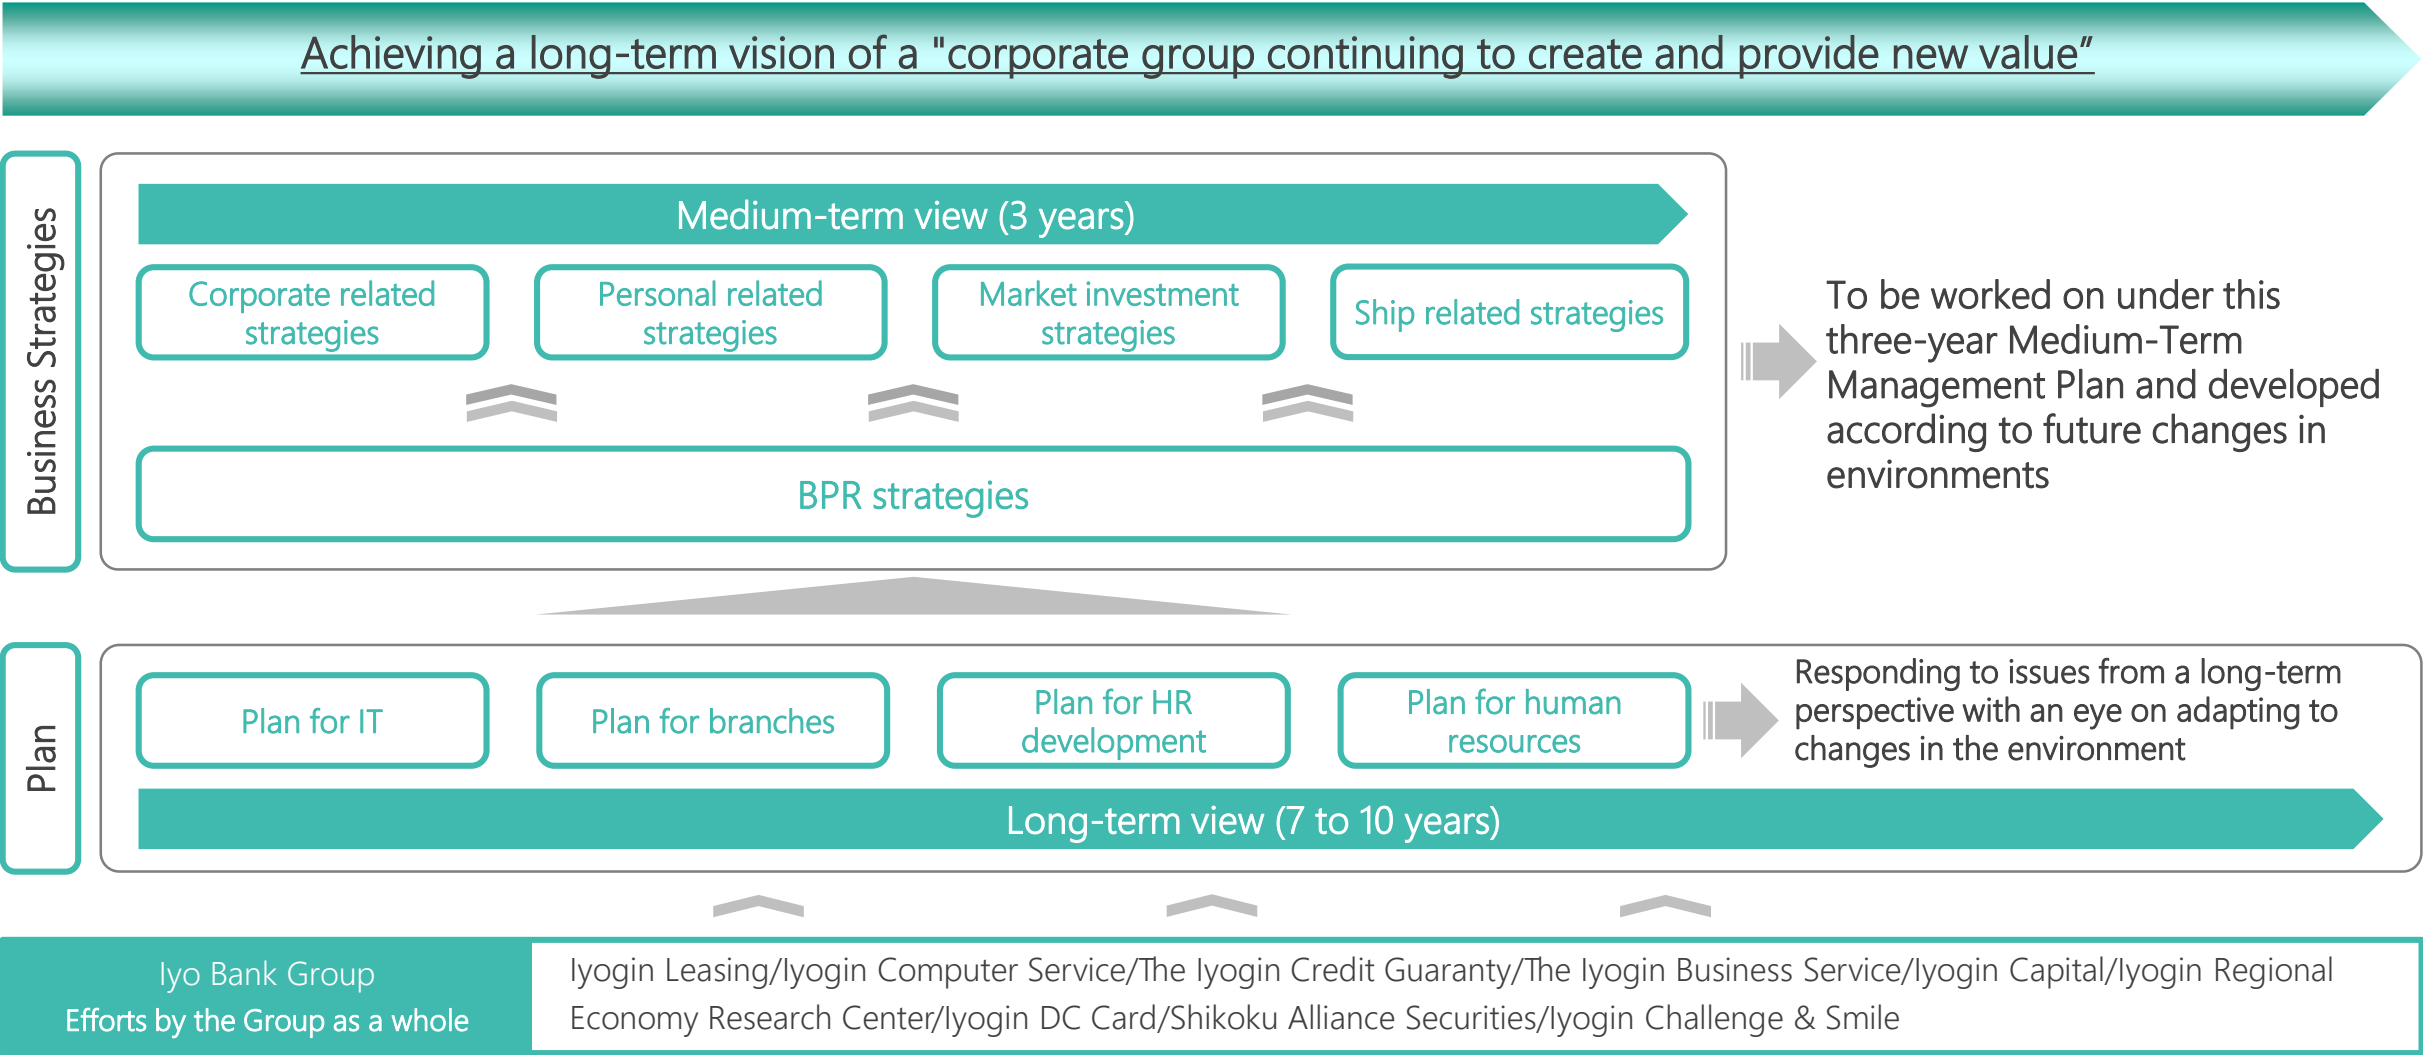 Achieving a long-term vision of a "corporate group continuing to create and provide new value”
Business Strategies
Medium-term view (3 years)
Corporate related
strategies
Personal related
strategies
Market investment
strategies
Ship related strategies
BPR strategies
To be worked on under this
three-year Medium-Term
Management Plan and developed
according to future changes in
environments
Plan
Plan for IT
Plan for branches
Plan for HR
development
Plan for human
resources
Responding to issues from a long-term
perspective with an eye on adapting to
changes in the environment
Long-term view (7 to 10 years)
Iyo Bank Group
Efforts by the Group as a whole
Iyogin Leasing/Iyogin Computer Service/The Iyogin Credit Guaranty/The Iyogin Business Service/Iyogin Capital/Iyogin Regional
Economy Research Center/Iyogin DC Card/Shikoku Alliance Securities/Iyogin Challenge & Smile